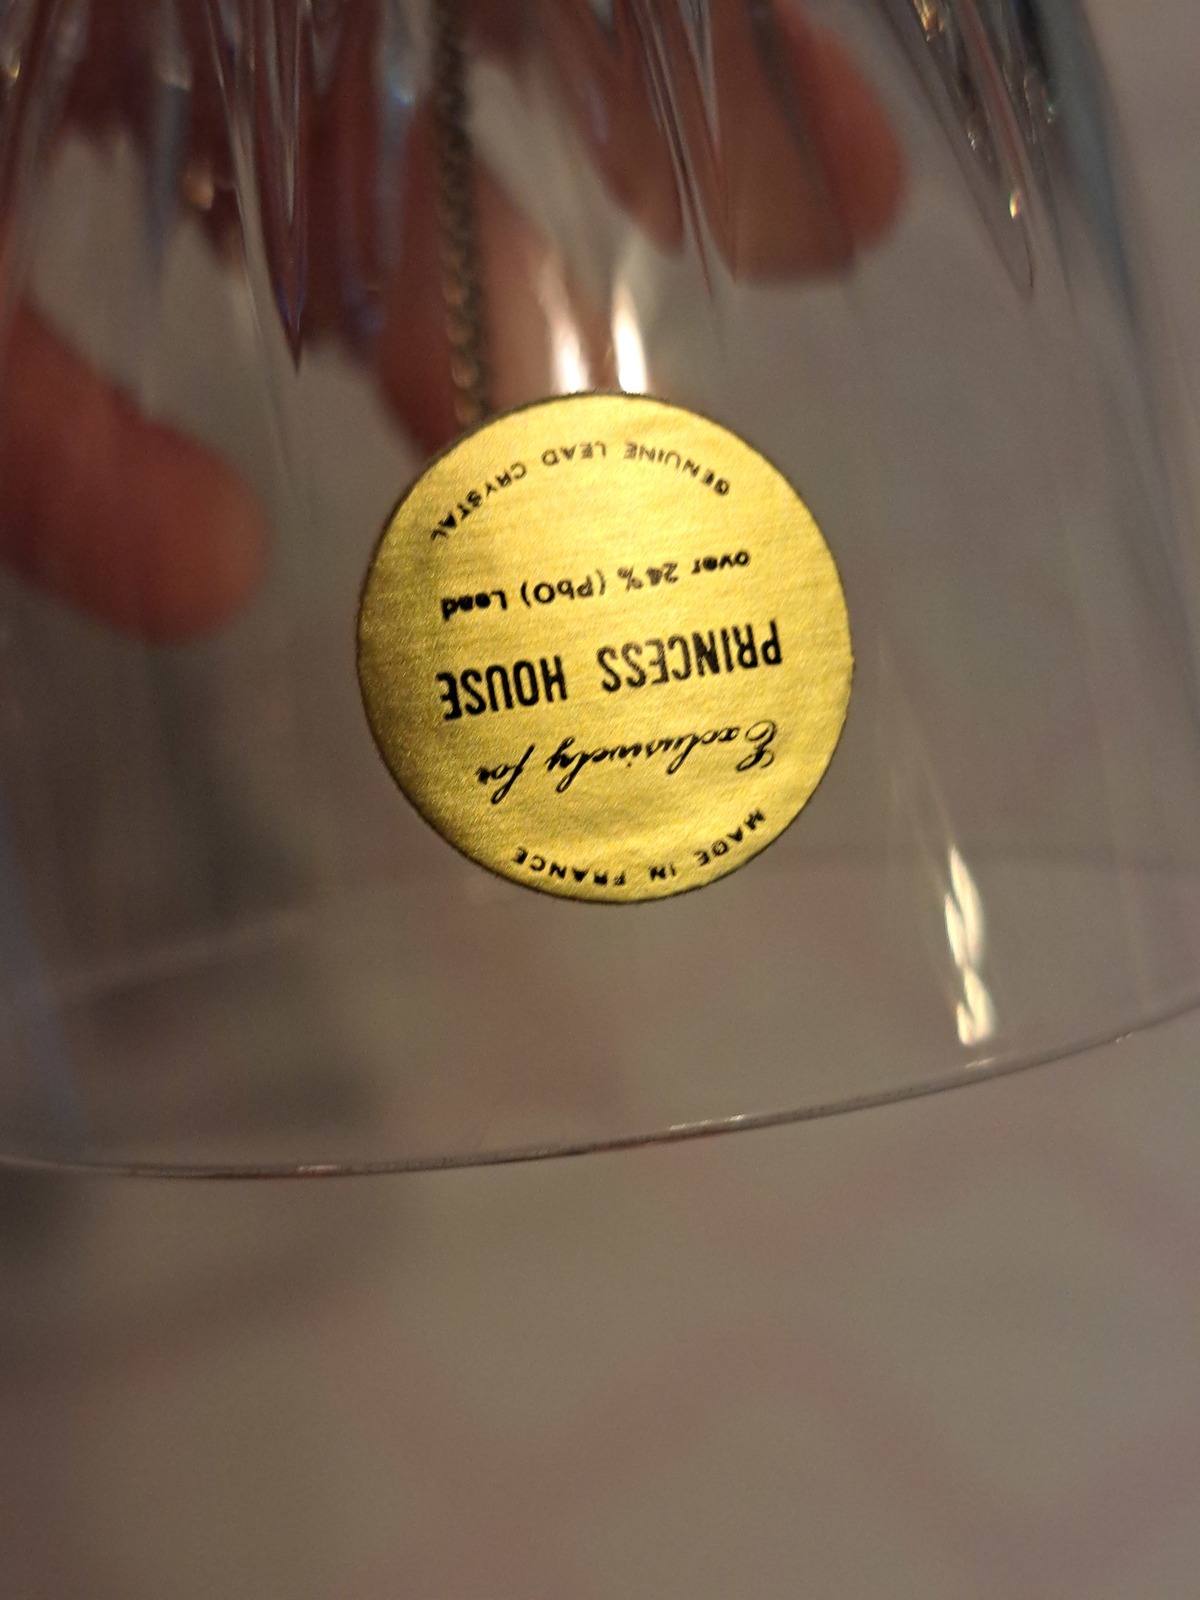 MADE IN FRANCE
Exclusively for
PRINCESS HOUSE
over 24% (PbO) Lead
GENUINE LEAD CRYSTAL